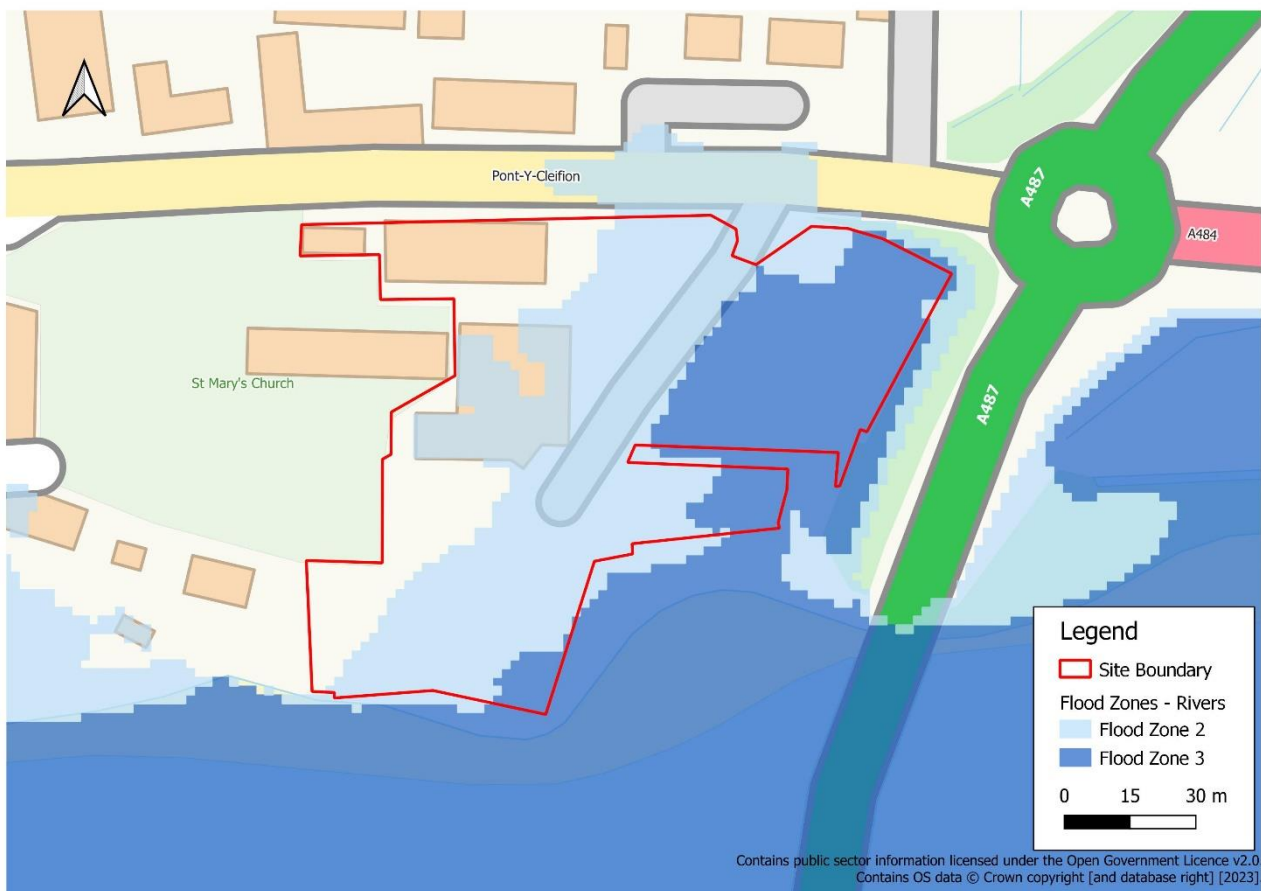 Pont-Y-Cleifion
A487
A484
St Mary's Church
A487
Legend
Site Boundary
Flood Zones - Rivers
Flood Zone 2
Flood Zone 3
0 15 30 m
Contains public sector information licensed under the Open Government Licence v2.0.
Contains OS data © Crown copyright [and database right] [2023].